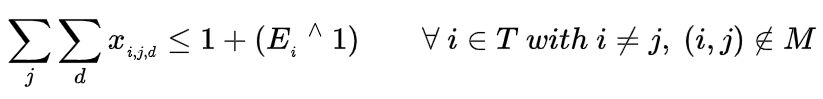 ∑_j ∑_d x_{i,j,d} ≤ 1 + (E_i ^ 1)    ∀ i ∈ T with i ≠ j, (i, j) ∉ M